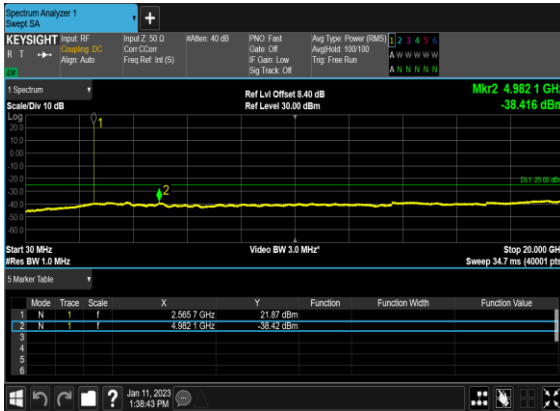 Spectrum Analyzer 1
Swept SA
KEYSIGHT Input: RF Input Z: 50 Ω #Atten: 40 dB PNO: Fast Avg Type: Power (RMS) 1 2 3 4 5 6
R T Coupling: DC Corr CCorr Gate: Off Avg|Hold: 100/100 A W W W W W
Align: Auto Freq Ref: Int (S) IF Gain: Low Trig: Free Run
Sig Track: Off A N N N N N
1 Spectrum
Ref Lvl Offset 8.40 dB Mkr2 4.982 1 GHz
Scale/Div 10 dB Ref Level 30.00 dBm -38.416 dBm
Log
1
20.0
10.0
0.00
-10.0
-20.0
DL1 -25.00 dBm
-30.0
2
-40.0
-50.0
-60.0
Start 30 MHz Video BW 3.0 MHz* Stop 20.000 GHz
#Res BW 1.0 MHz Sweep 34.7 ms (40001 pts)
5 Marker Table
Mode Trace Scale X Y Function Function Width Function Value
1 N 1 f 2.565 7 GHz 21.87 dBm
2 N 1 f 4.982 1 GHz -38.42 dBm
3
4
5
6
? Jan 11, 2023
1:38:43 PM